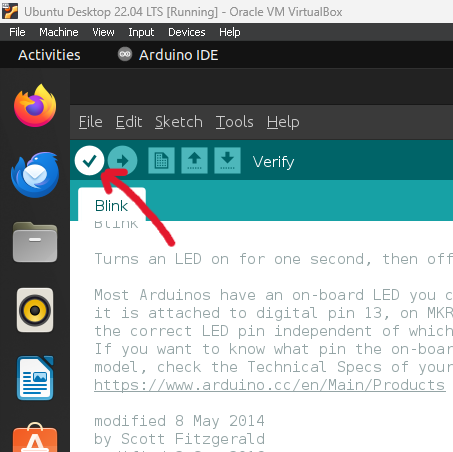 Ubuntu Desktop 22.04 LTS [Running] - Oracle VM VirtualBox
File Machine View Input Devices Help
Activities Arduino IDE
File Edit Sketch Tools Help
Verify
Blink
Blink
Turns an LED on for one second, then off
Most Arduinos have an on-board LED you c
it is attached to digital pin 13, on MKR
the correct LED pin independent of which
If you want to know what pin the on-boar
model, check the Technical Specs of your
https://www.arduino.cc/en/Main/Products
modified 8 May 2014
by Scott Fitzgerald